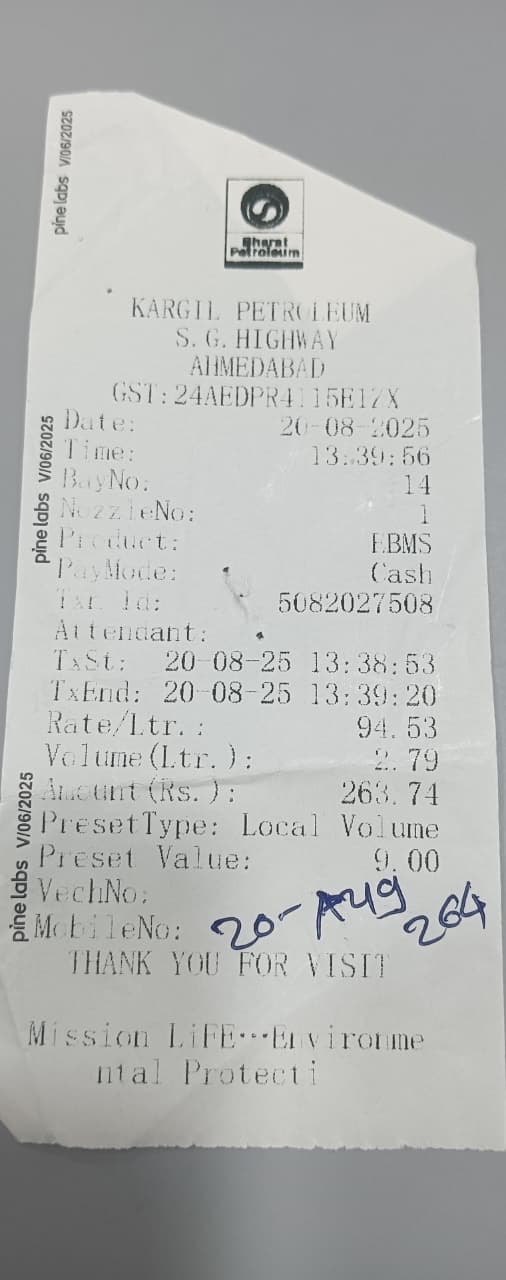 pine labs V/06/2025
Bharat
Petroleum
KARGIL PETROLEUM
S. G. HIGHWAY
AHMEDABAD
GST:24AEDPR4115E1ZX
pine labs V/06/2025
Date: 20-08-2025
Time: 13:39:56
BayNo: 14
NozzleNo: 1
Product: EBMS
PayMode: Cash
Txn Id: 5082027508
Attendant:
TxSt: 20-08-25 13:38:53
TxEnd: 20-08-25 13:39:20
Rate/Ltr. : 94. 53
Volume(Ltr. ): 2. 79
Amount(Rs. ): 263. 74
pine labs V/06/2025
PresetType: Local Volume
Preset Value: 9. 00
VechNo:
MobileNo:
20-Aug 264
THANK YOU FOR VISIT
Mission LiFE···Environme
ntal Protecti